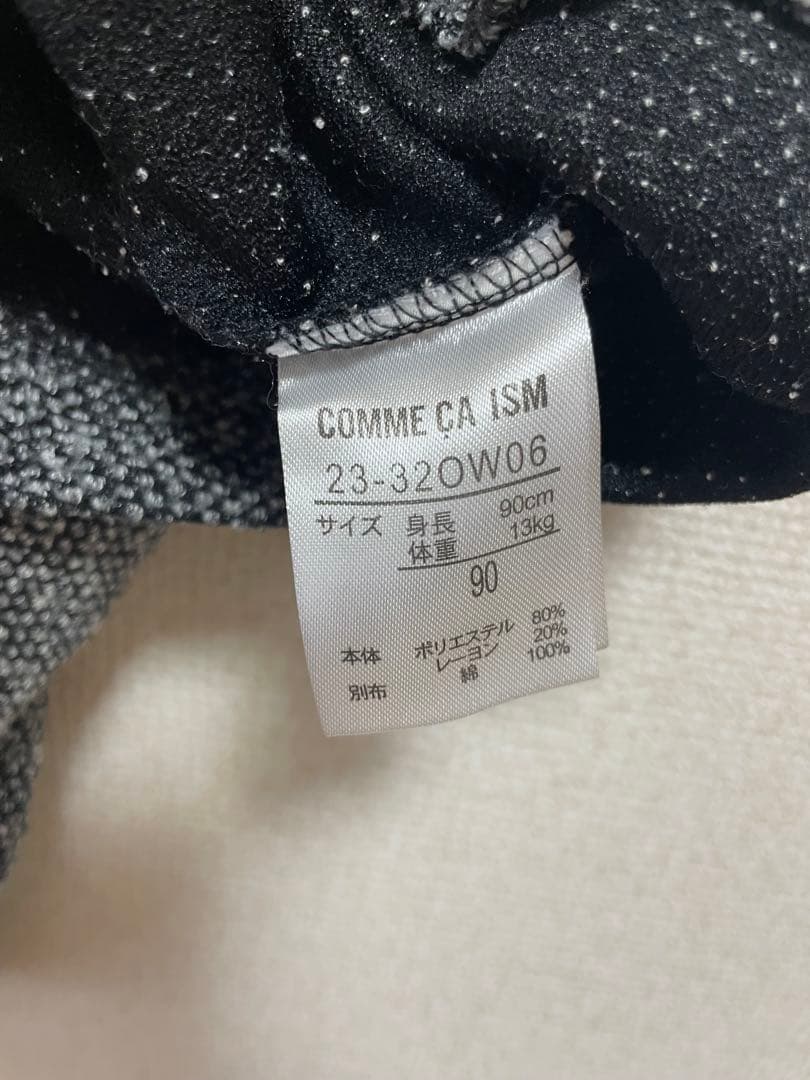 COMME ÇA ISM
23-32OW06
サイズ 身長 90cm
体重 13kg
90
本体 ポリエステル 80%
レーヨン 20%
別布 綿 100%